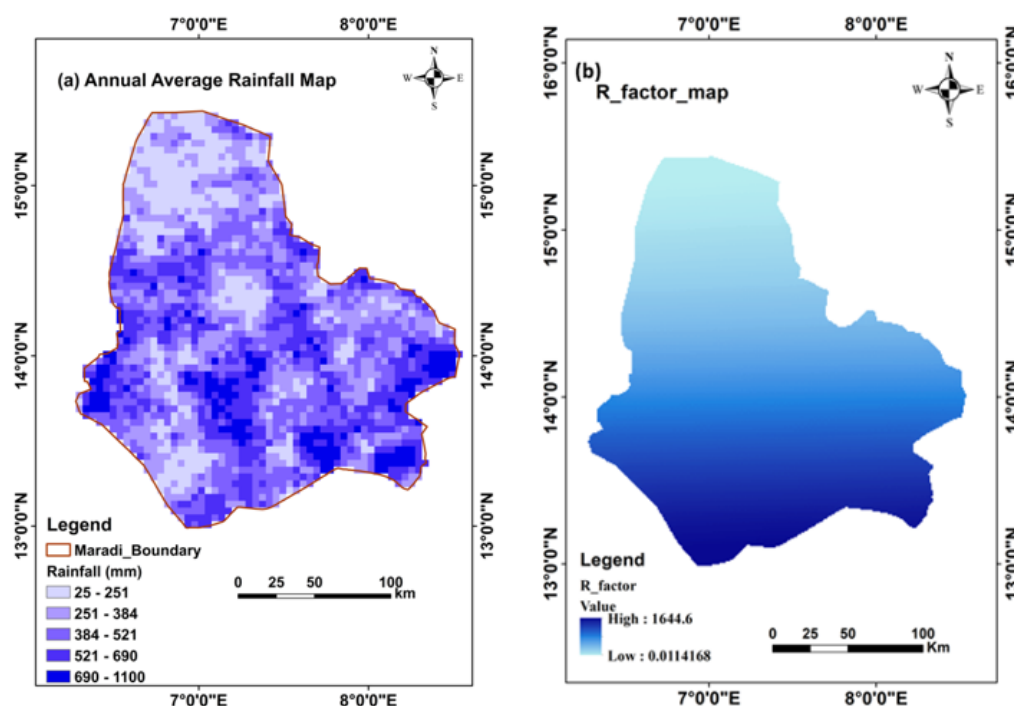 7°0'0"E 8°0'0"E
(a) Annual Average Rainfall Map
N
W E
S
15°0'0"N
14°0'0"N
13°0'0"N
15°0'0"N
14°0'0"N
13°0'0"N
Legend
Maradi_Boundary
Rainfall (mm)
25 - 251
251 - 384
384 - 521
521 - 690
690 - 1100
0 25 50 100
Km
7°0'0"E 8°0'0"E
7°0'0"E 8°0'0"E
(b)
R_factor_map
N
W E
S
16°0'0"N
15°0'0"N
14°0'0"N
13°0'0"N
16°0'0"N
15°0'0"N
14°0'0"N
13°0'0"N
Legend
R_factor
Value
High : 1644.6
Low : 0.0114168
0 25 50 100
Km
7°0'0"E 8°0'0"E